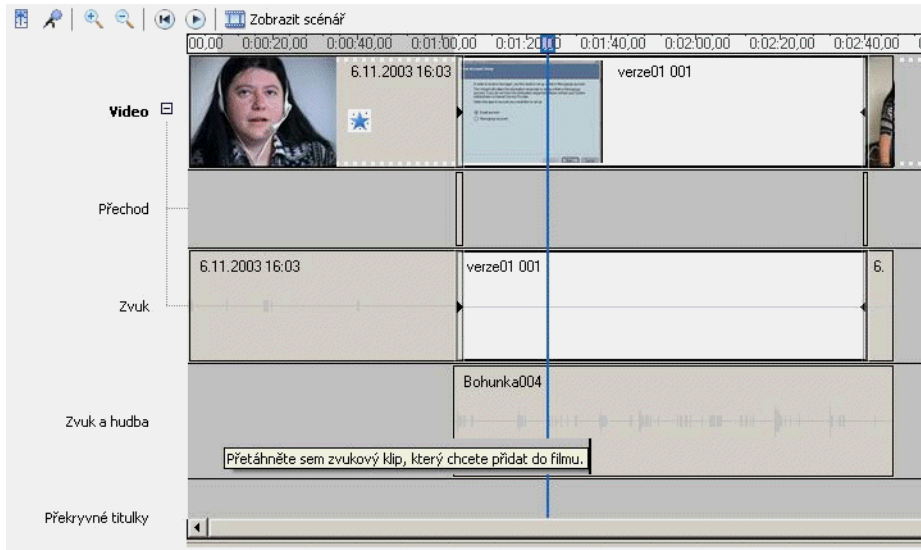 Zobrazit scénář
00,00 0:00:20,00 0:00:40,00 0:01:00,00 0:01:20,00 0:01:40,00 0:02:00,00 0:02:20,00 0:02:40,00
Video
6.11.2003 16:03
verze01 001
Přechod
6.11.2003 16:03
verze01 001
6.
Zvuk
Bohunka004
Zvuk a hudba
Přetáhněte sem zvukový klip, který chcete přidat do filmu.
Překryvné titulky